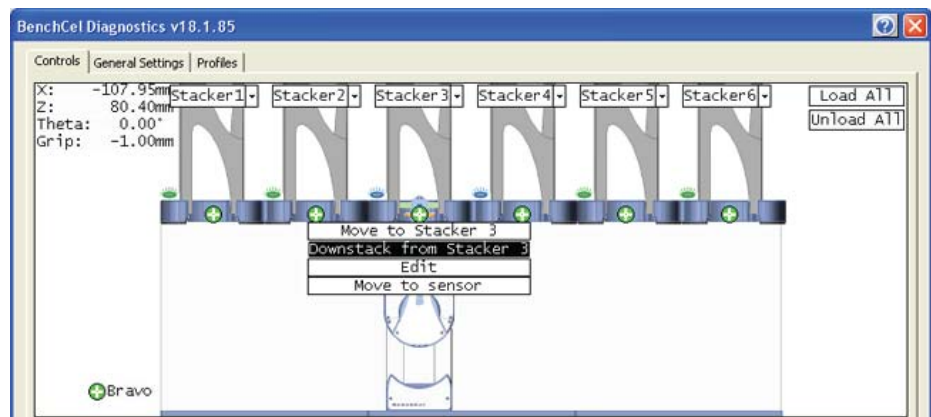 BenchCel Diagnostics v18.1.85
Controls General Settings Profiles
X: -107.95mm
Z: 80.40mm
Theta: 0.00°
Grip: -1.00mm
Stacker1 Stacker2 Stacker3 Stacker4 Stacker5 Stacker6
Load All
Unload All
Move to Stacker 3
Downstack from Stacker 3
Edit
Move to sensor
Bravo